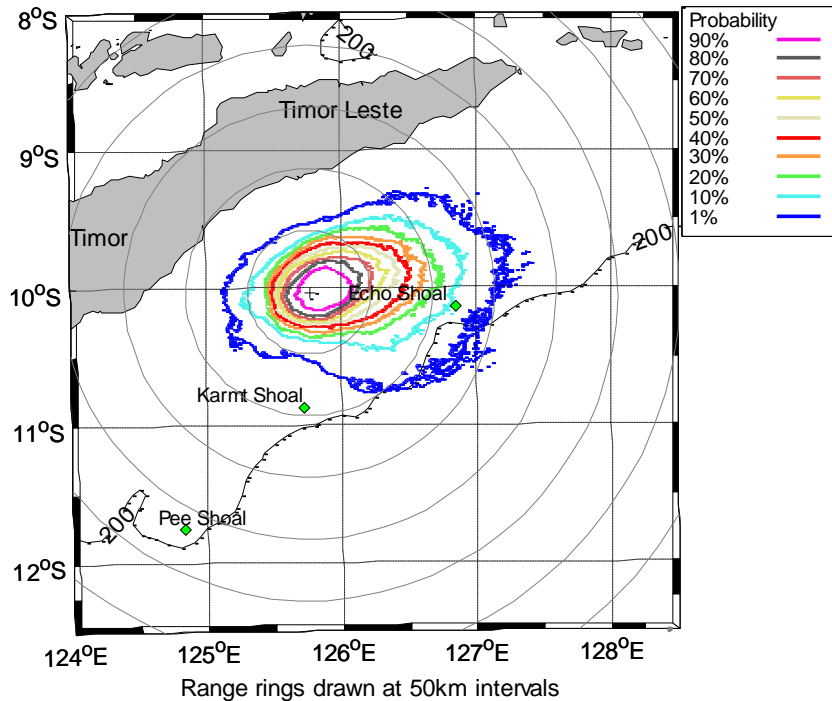 8°S
200
Timor Leste
9°S
Timor
200
10°S
Echo Shoal
Karmt Shoal
11°S
Pee Shoal
200
12°S
124°E
125°E
126°E
127°E
128°E
Range rings drawn at 50km intervals
Probability
90%
80%
70%
60%
50%
40%
30%
20%
10%
1%